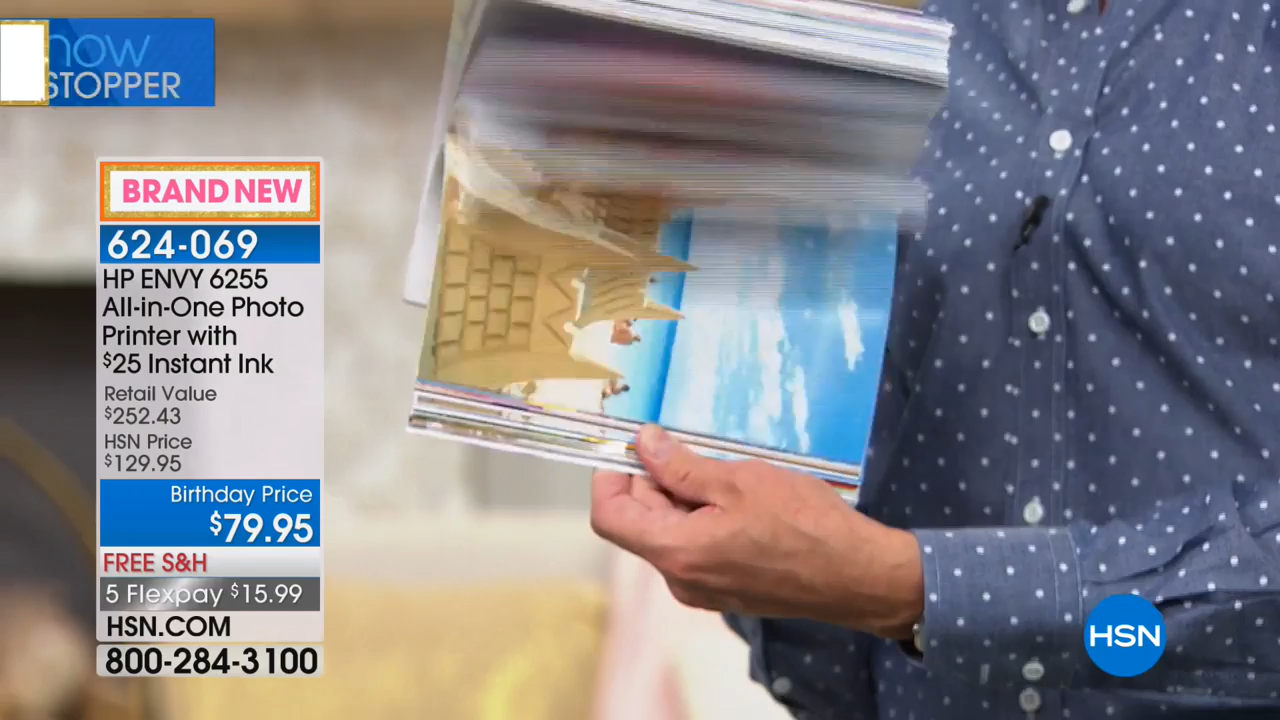 now
STOPPER
BRAND NEW
624-069
HP ENVY 6255
All-in-One Photo
Printer with
$25 Instant Ink
Retail Value
$252.43
HSN Price
$129.95
Birthday Price
$79.95
FREE S&H
5 Flexpay $15.99
HSN.COM
800-284-3100
HSN